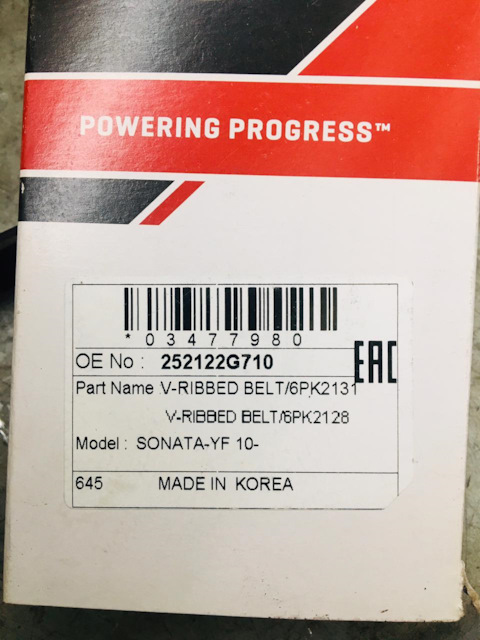 POWERING PROGRESS™
*03477980
OE No : 252122G710
EAC
Part Name V-RIBBED BELT/6PK2131
V-RIBBED BELT/6PK2128
Model : SONATA-YF 10-
645 MADE IN KOREA